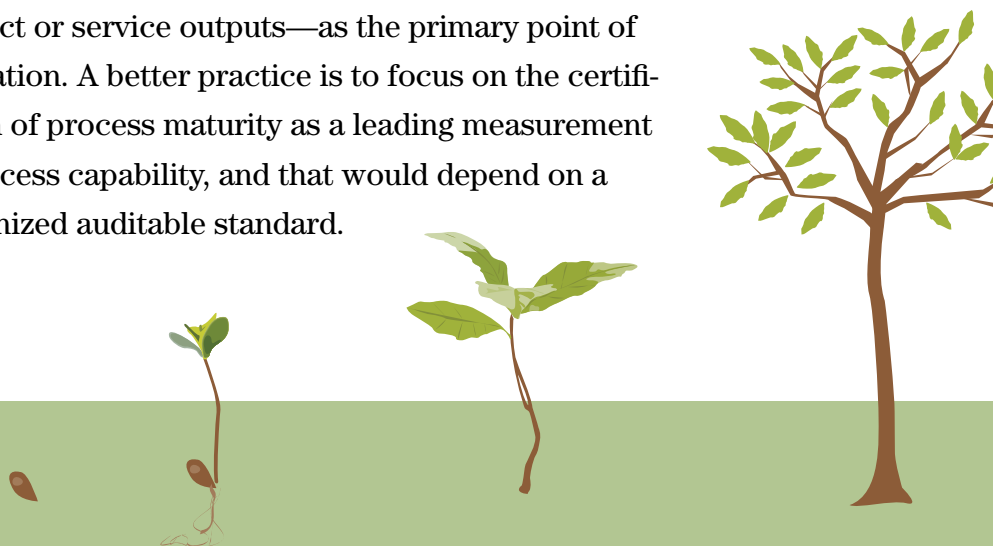 ct or service outputs—as the primary point of
ation. A better practice is to focus on the certifi-
of process maturity as a leading measurement
cess capability, and that would depend on a
nized auditable standard.